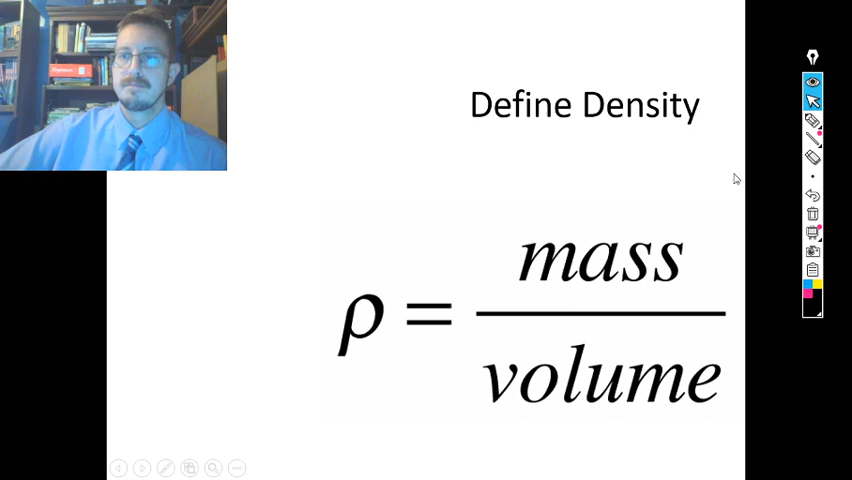 Define Density
ρ = mass
volume